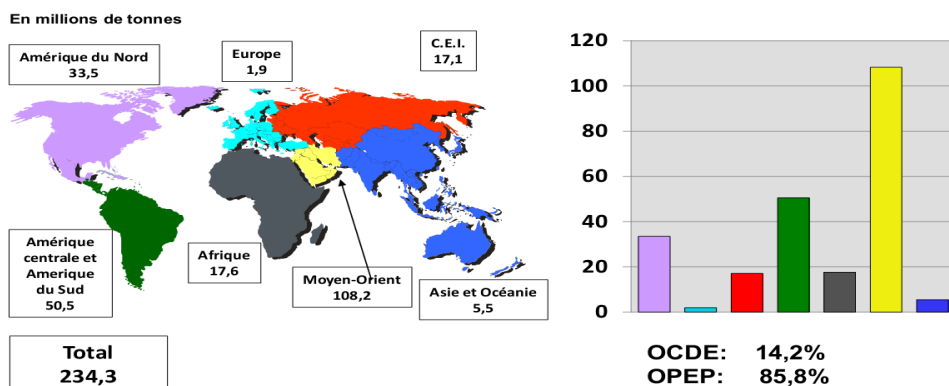 En millions de tonnes
Amérique du Nord
33,5
Europe
1,9
C.E.I.
17,1
Amérique
centrale et
Amerique
du Sud
50,5
Afrique
17,6
Moyen-Orient
108,2
Asie et Océanie
5,5
Total
234,3
120
100
80
60
40
20
0
OCDE: 14,2%
OPEP: 85,8%